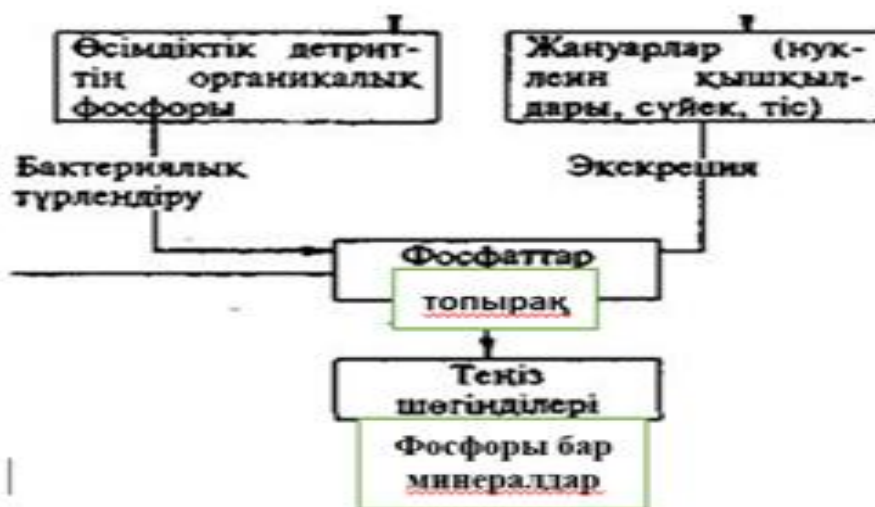 Өсімдіктік детрит-
тің органикалық
фосфоры
Жануарлар (нук-
леин қышқыл-
дары, сүйек, тіс)
Бактериялық
түрлендіру
Экскреция
Фосфаттар
топырақ
Теңіз
шөгінділері
Фосфоры бар
минералдар